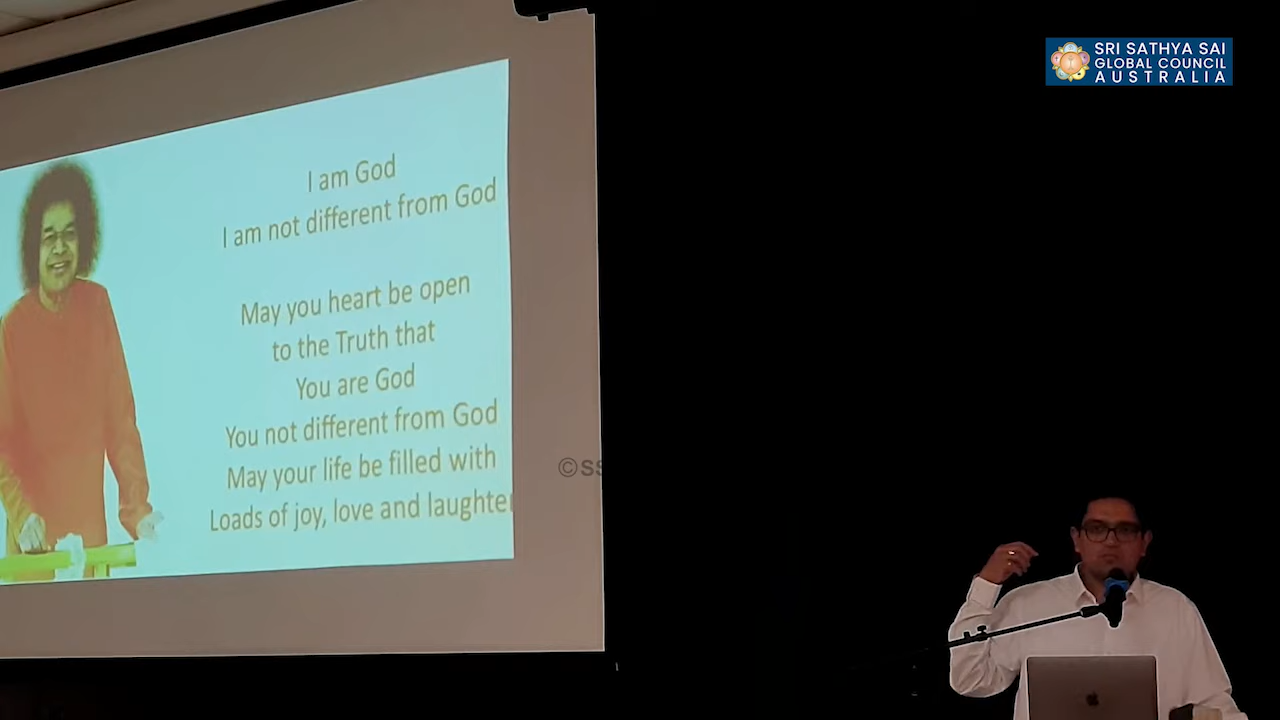 SRI SATHYA SAI
GLOBAL COUNCIL
AUSTRALIA
I am God
I am not different from God
May you heart be open
to the Truth that
You are God
You not different from God
May your life be filled with
Loads of joy, love and laughter
©SS